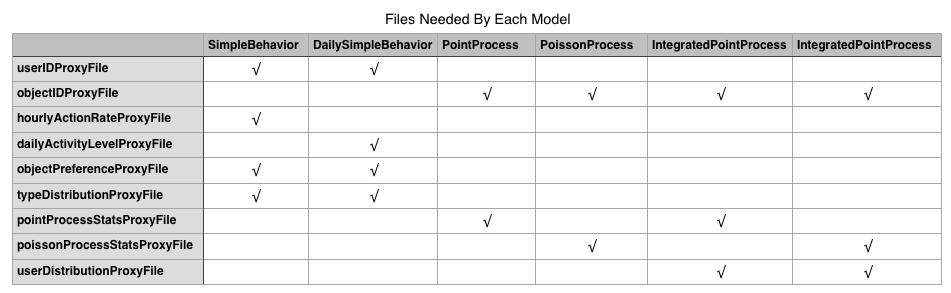 Files Needed By Each Model
SimpleBehavior DailySimpleBehavior PointProcess PoissonProcess IntegratedPointProcess IntegratedPointProcess
userIDProxyFile √ √
objectIDProxyFile √ √ √ √
hourlyActionRateProxyFile √
dailyActivityLevelProxyFile √
objectPreferenceProxyFile √ √
typeDistributionProxyFile √ √
pointProcessStatsProxyFile √ √
poissonProcessStatsProxyFile √ √
userDistributionProxyFile √ √